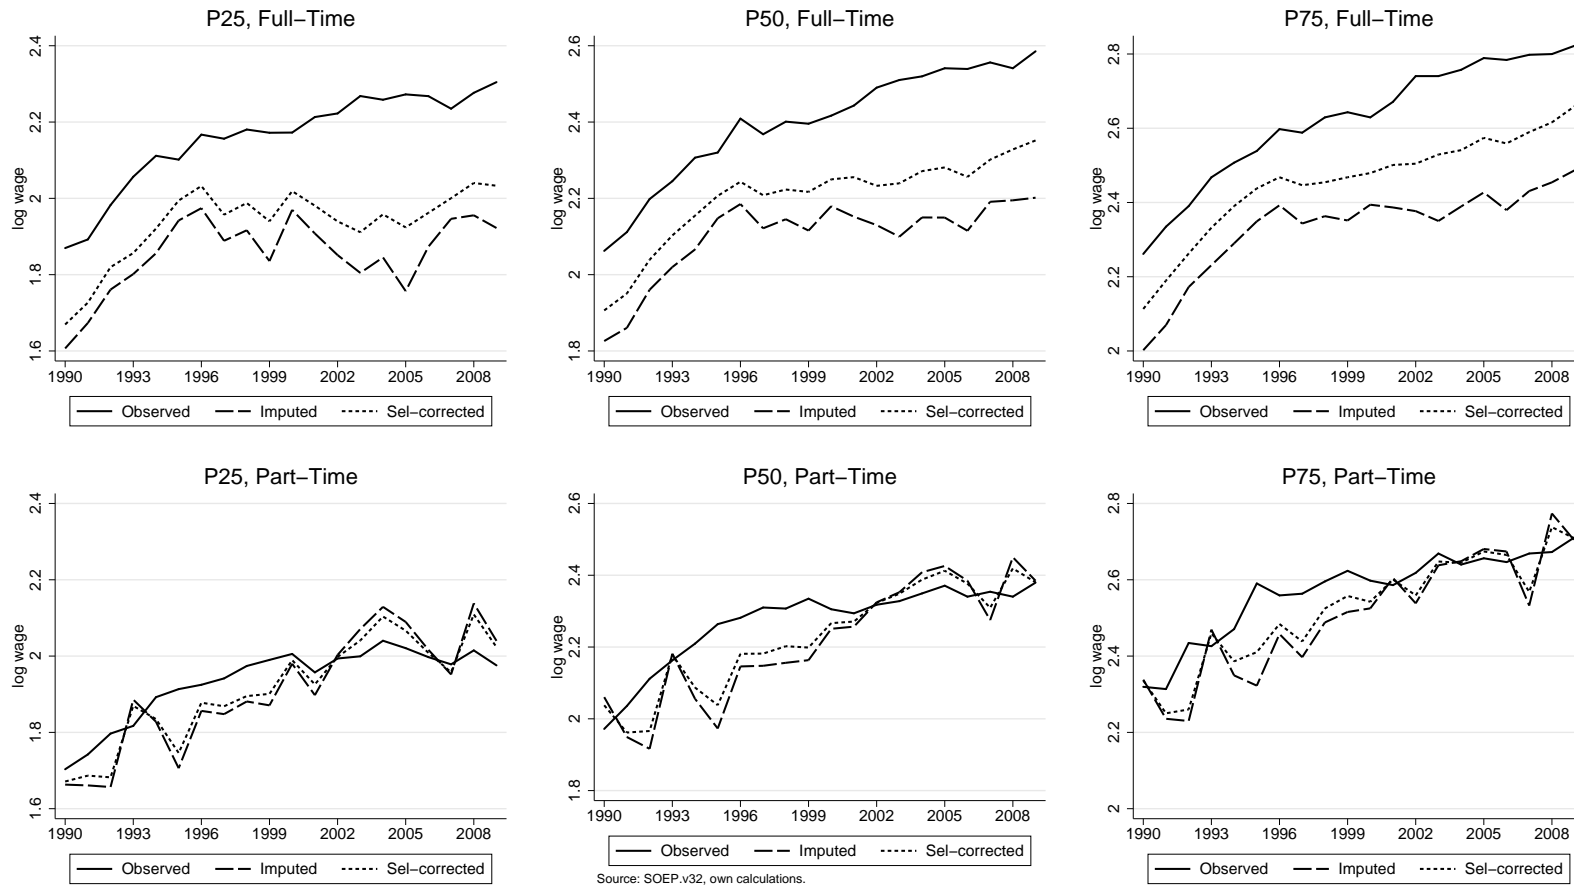 P25, Full−Time
log wage
2.4
2.2
2
1.8
1.6
1990 1993 1996 1999 2002 2005 2008
Observed Imputed Sel−corrected
P50, Full−Time
log wage
2.6
2.4
2.2
2
1.8
1990 1993 1996 1999 2002 2005 2008
Observed Imputed Sel−corrected
P75, Full−Time
log wage
2.8
2.6
2.4
2.2
2
1990 1993 1996 1999 2002 2005 2008
Observed Imputed Sel−corrected
P25, Part−Time
log wage
2.4
2.2
2
1.8
1.6
1990 1993 1996 1999 2002 2005 2008
Observed Imputed Sel−corrected
P50, Part−Time
log wage
2.6
2.4
2.2
2
1.8
1990 1993 1996 1999 2002 2005 2008
Observed Imputed Sel−corrected
Source: SOEP.v32, own calculations.
P75, Part−Time
log wage
2.8
2.6
2.4
2.2
2
1990 1993 1996 1999 2002 2005 2008
Observed Imputed Sel−corrected